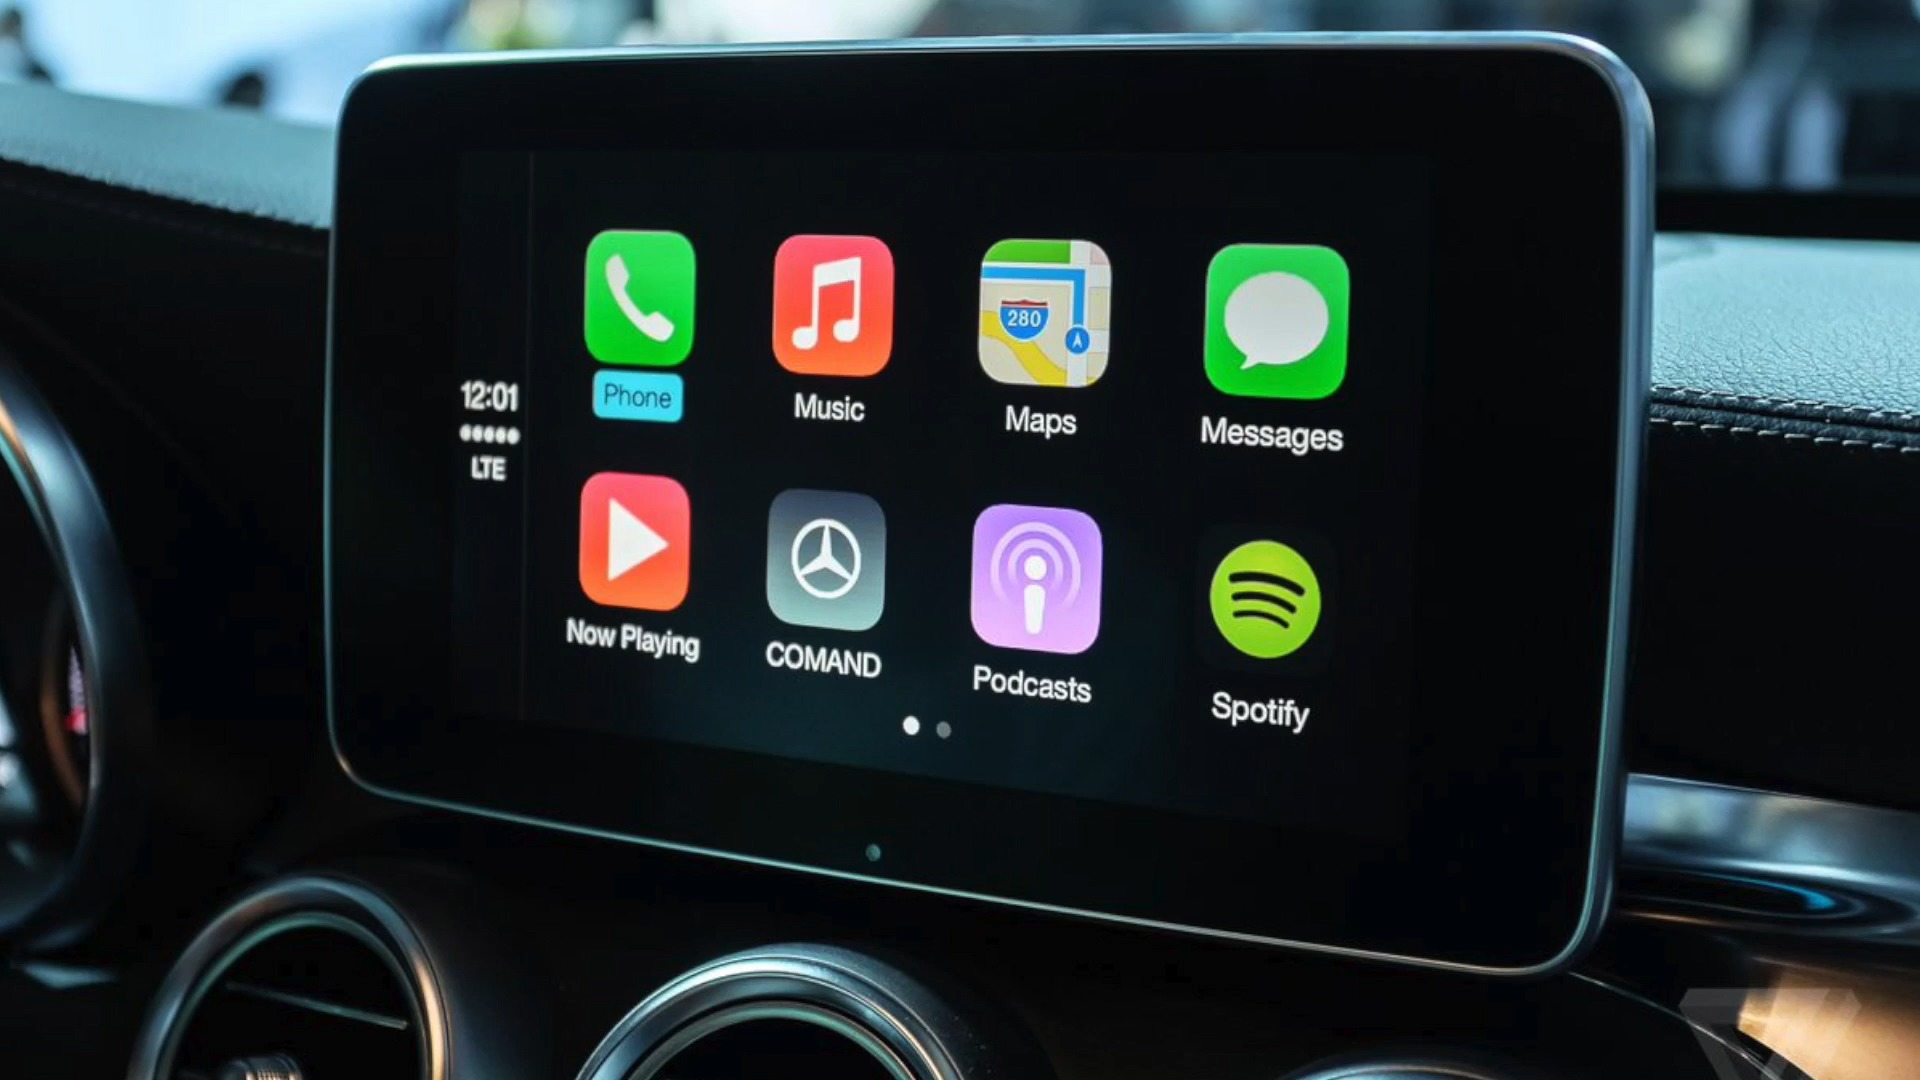 12:01
LTE
Phone
Music
280
Maps
Messages
Now Playing
COMAND
Podcasts
Spotify